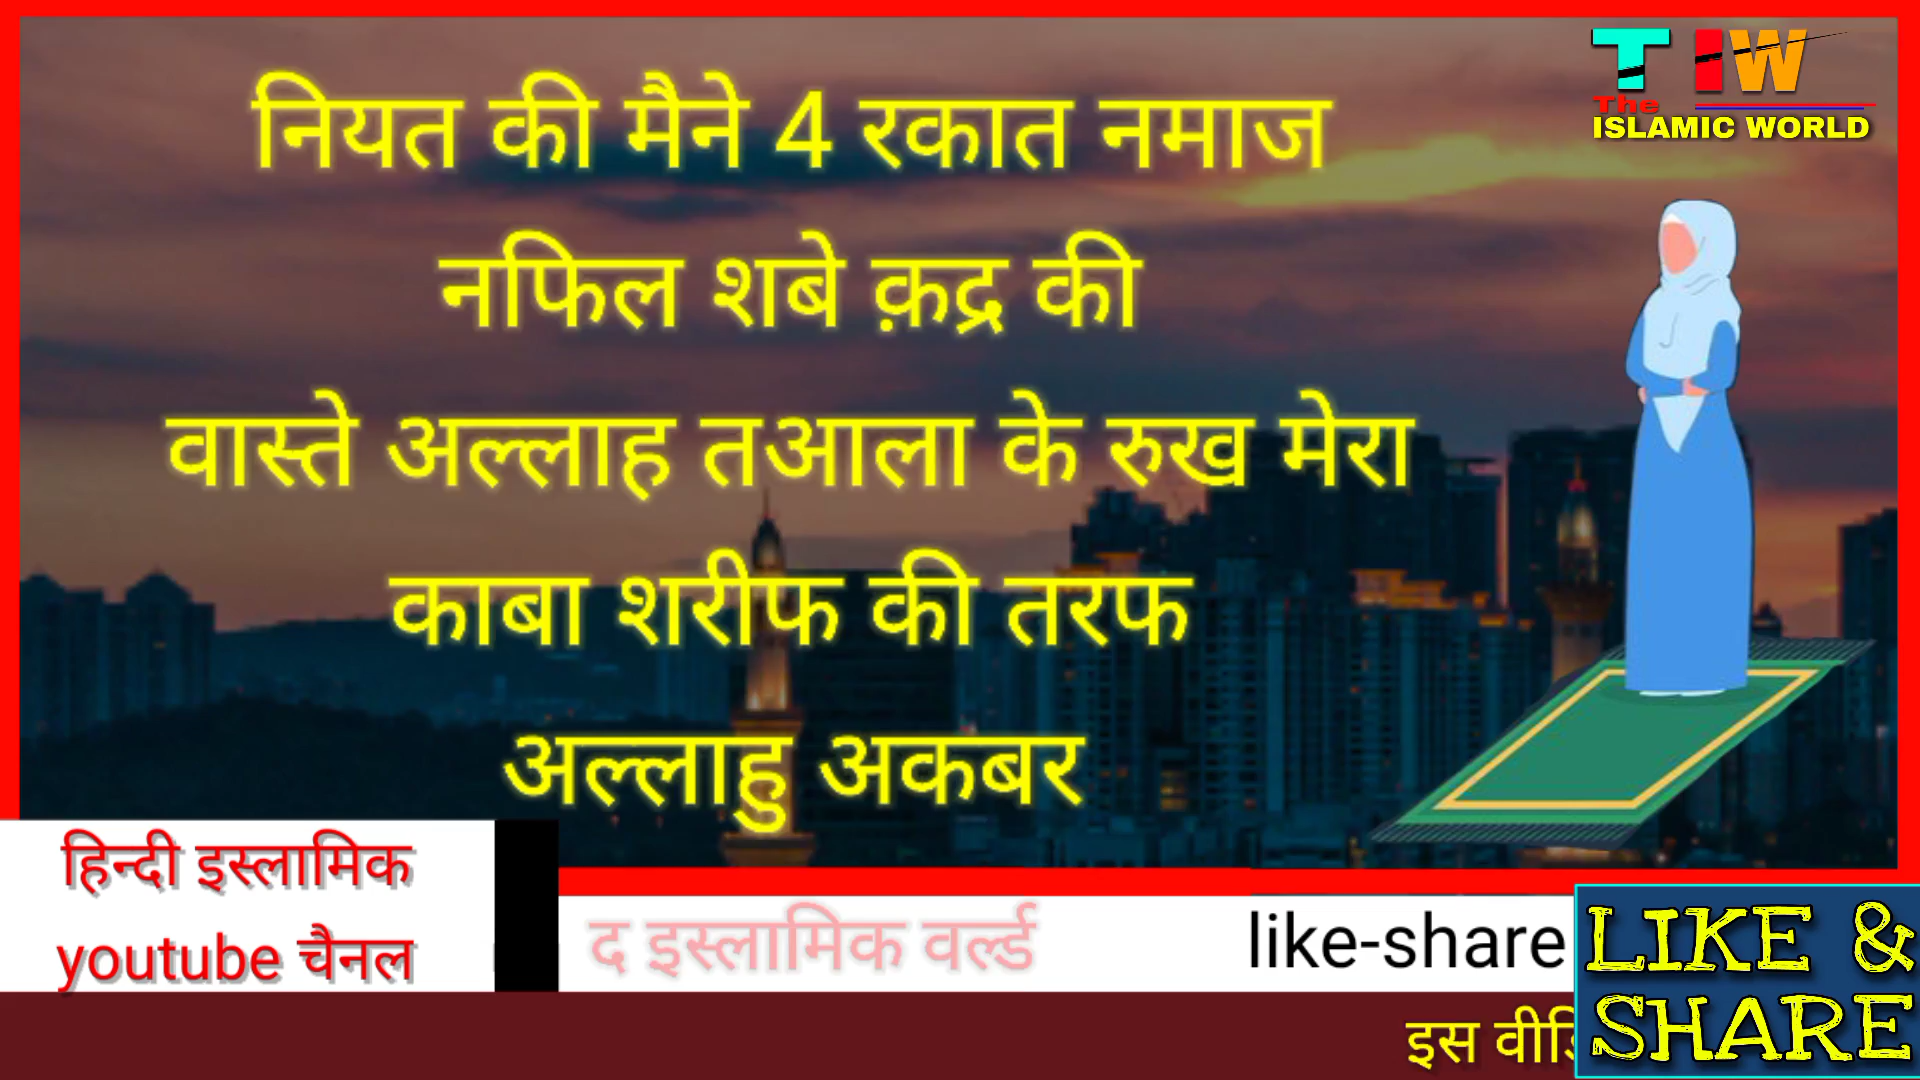 T IW
The
ISLAMIC WORLD
नियत की मैने 4 रकात नमाज
नफिल शबे क़द्र की
वास्ते अल्लाह तआला के रुख मेरा
काबा शरीफ की तरफ
अल्लाहु अकबर
हिन्दी इस्लामिक
youtube चैनल
द इस्लामिक वर्ल्ड
like-share
LIKE &
SHARE
इस